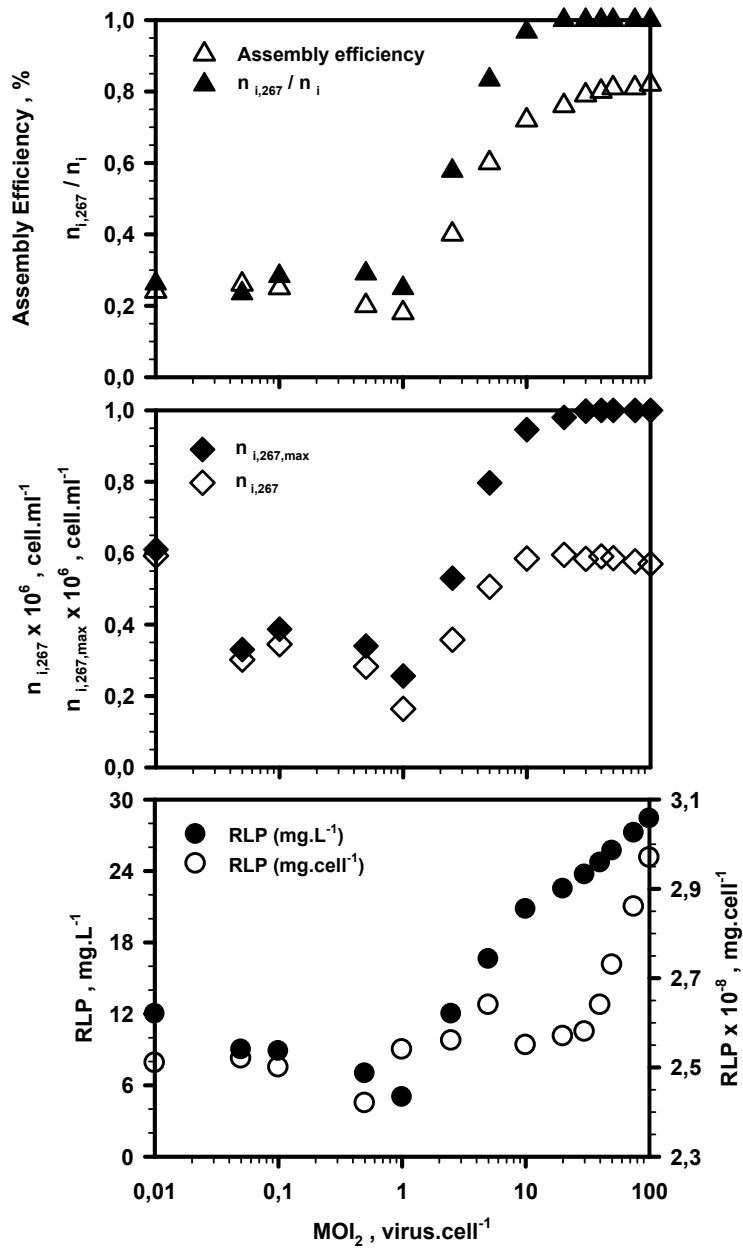 1,0
0,8
0,6
0,4
0,2
0,0
Assembly Efficiency , %
n i,267 / n i
Assembly efficiency
n i,267 / n i
1,0
0,8
0,6
0,4
0,2
0,0
n i,267 x 10⁶ , cell.ml⁻¹
n i,267,max x 10⁶ , cell.ml⁻¹
n i,267,max
n i,267
30
24
18
12
6
0
RLP , mg.L⁻¹
RLP (mg.L⁻¹)
RLP (mg.cell⁻¹)
3,1
2,9
2,7
2,5
2,3
RLP x 10⁻⁸ , mg.cell⁻¹
0,01 0,1 1 10 100
MOI₂ , virus.cell⁻¹